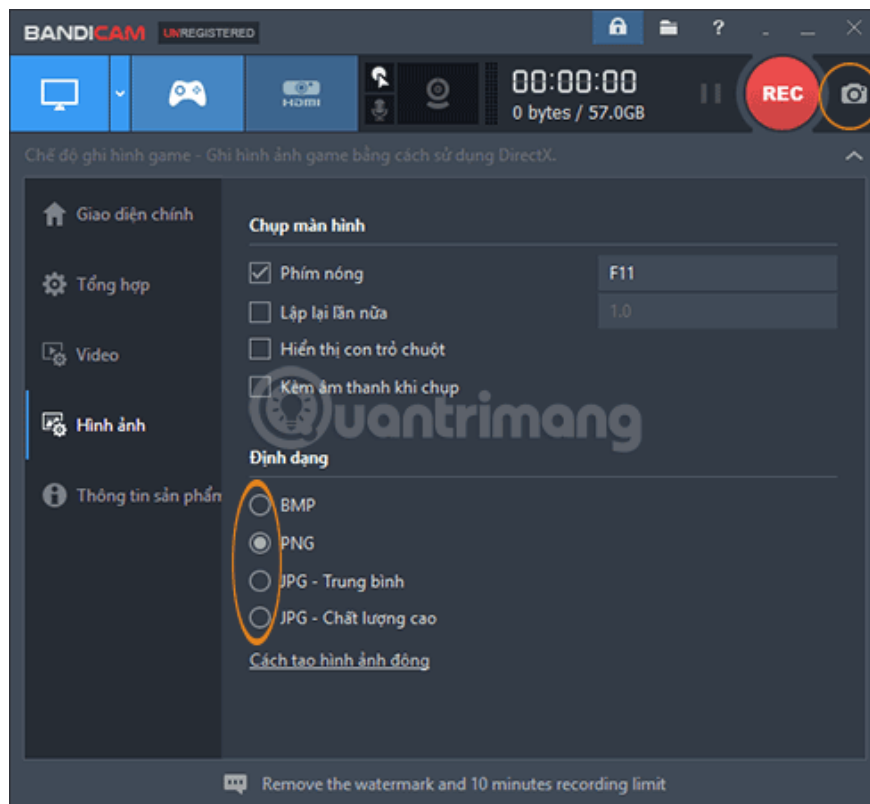 BANDICAM UNREGISTERED ?
HDMI
00:00:00
0 bytes / 57.0GB
REC
Chế độ ghi hình game - Ghi hình ảnh game bằng cách sử dụng DirectX.
Giao diện chính
Tổng hợp
Video
Hình ảnh
Thông tin sản phẩm
Chụp màn hình
Phím nóng F11
Lập lại lần nữa 1.0
Hiển thị con trỏ chuột
Kèm âm thanh khi chụp
Quantrimang
Định dạng
BMP
PNG
JPG - Trung bình
JPG - Chất lượng cao
Cách tạo hình ảnh động
Remove the watermark and 10 minutes recording limit